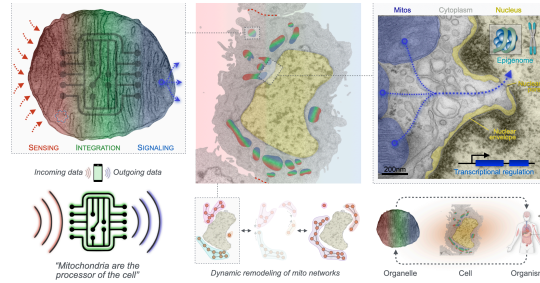 SENSING INTEGRATION SIGNALING
Incoming data Outgoing data
"Mitochondria are the
processor of the cell"
Dynamic remodeling of mito networks
Mitos Cytoplasm Nucleus
Epigenome
Nuclear
envelope
200nm
Transcriptional regulation
Organelle Cell Organism